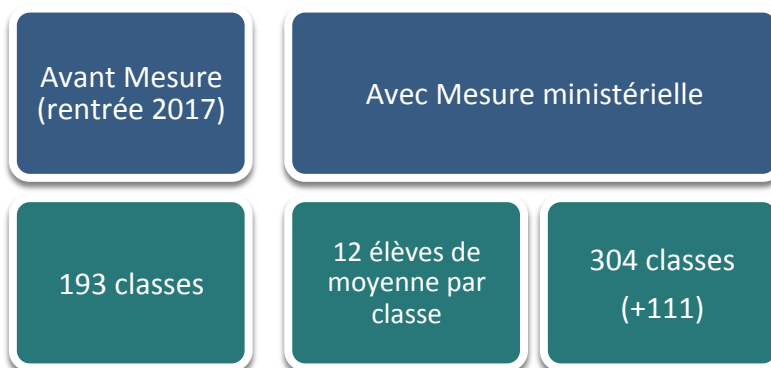 Avant Mesure
(rentrée 2017)
Avec Mesure ministérielle
193 classes
12 élèves de
moyenne par
classe
304 classes
(+111)